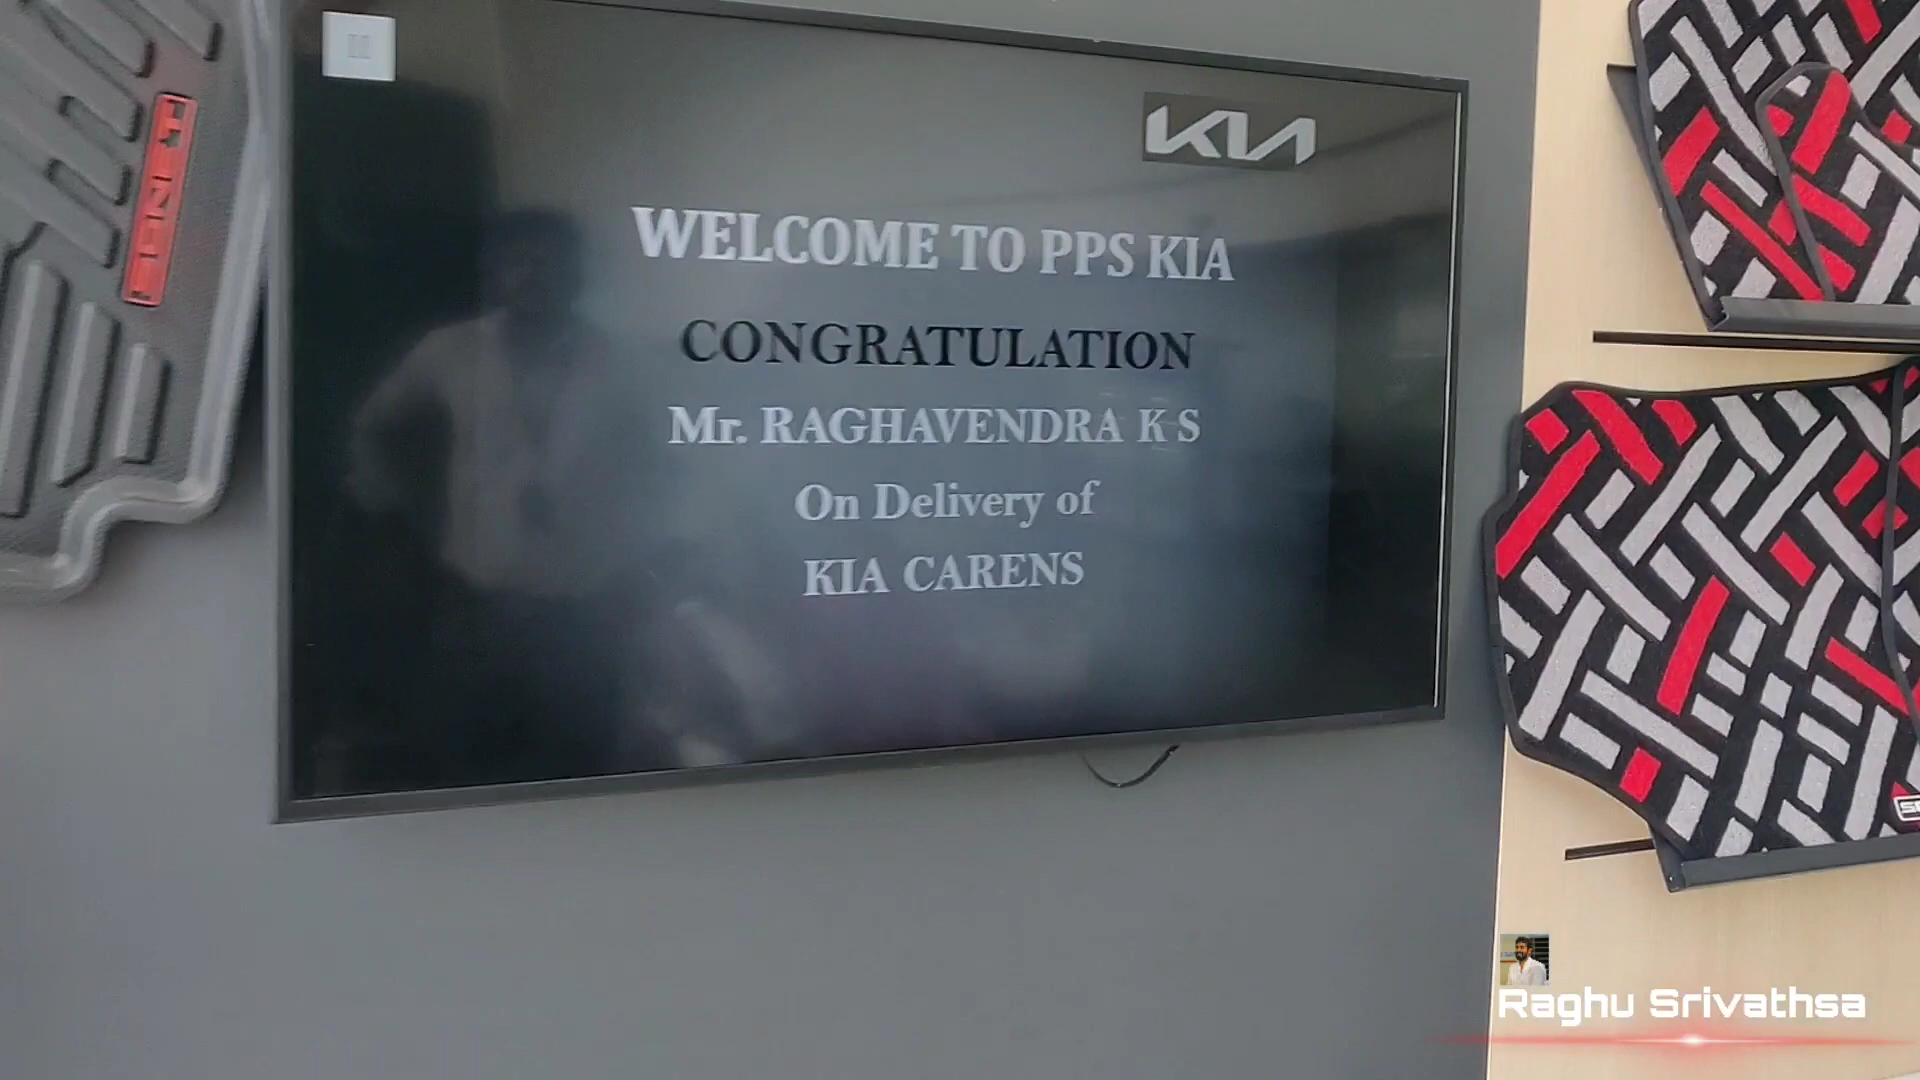 KIA
WELCOME TO PPS KIA
CONGRATULATION
Mr. RAGHAVENDRA K S
On Delivery of
KIA CARENS
Raghu Srivathsa